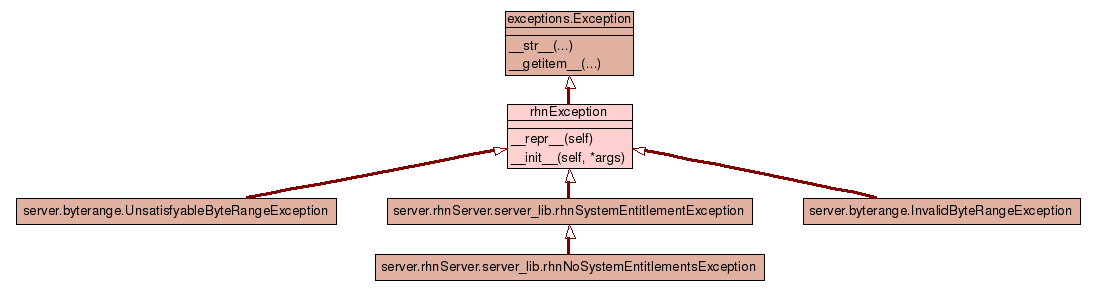 exceptions.Exception
__str__(...)
__getitem__(...)
rhnException
__repr__(self)
__init__(self, *args)
server.byterange.UnsatisfyableByteRangeException
server.rhnServer.server_lib.rhnSystemEntitlementException
server.byterange.InvalidByteRangeException
server.rhnServer.server_lib.rhnNoSystemEntitlementsException